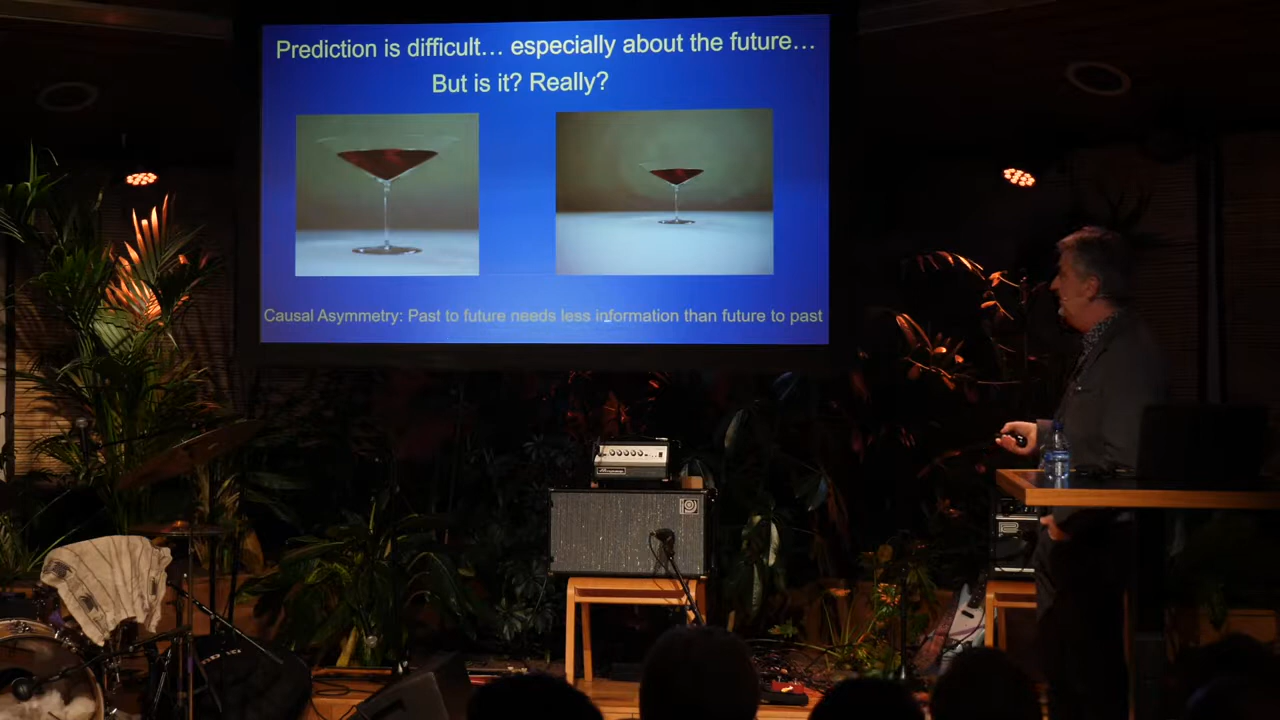 Prediction is difficult… especially about the future…
But is it? Really?
Causal Asymmetry: Past to future needs less information than future to past
Ampeg